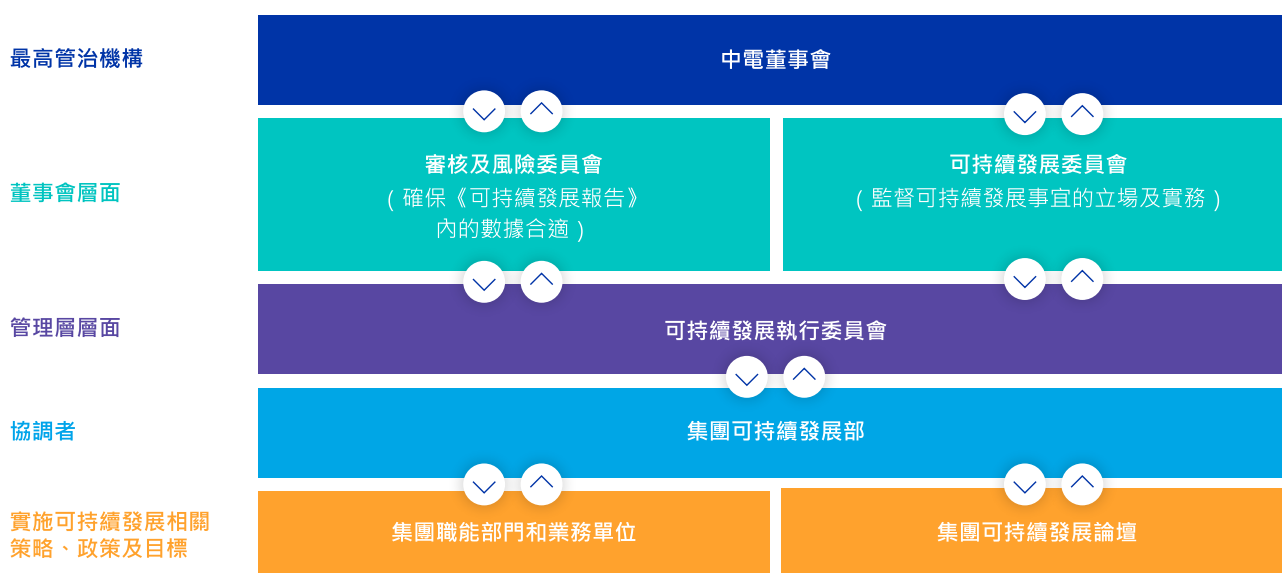 最高管治機構
中電董事會
董事會層面
審核及風險委員會
（確保《可持續發展報告》
內的數據合適）
可持續發展委員會
（監督可持續發展事宜的立場及實務）
管理層層面
可持續發展執行委員會
協調者
集團可持續發展部
實施可持續發展相關
策略、政策及目標
集團職能部門和業務單位
集團可持續發展論壇